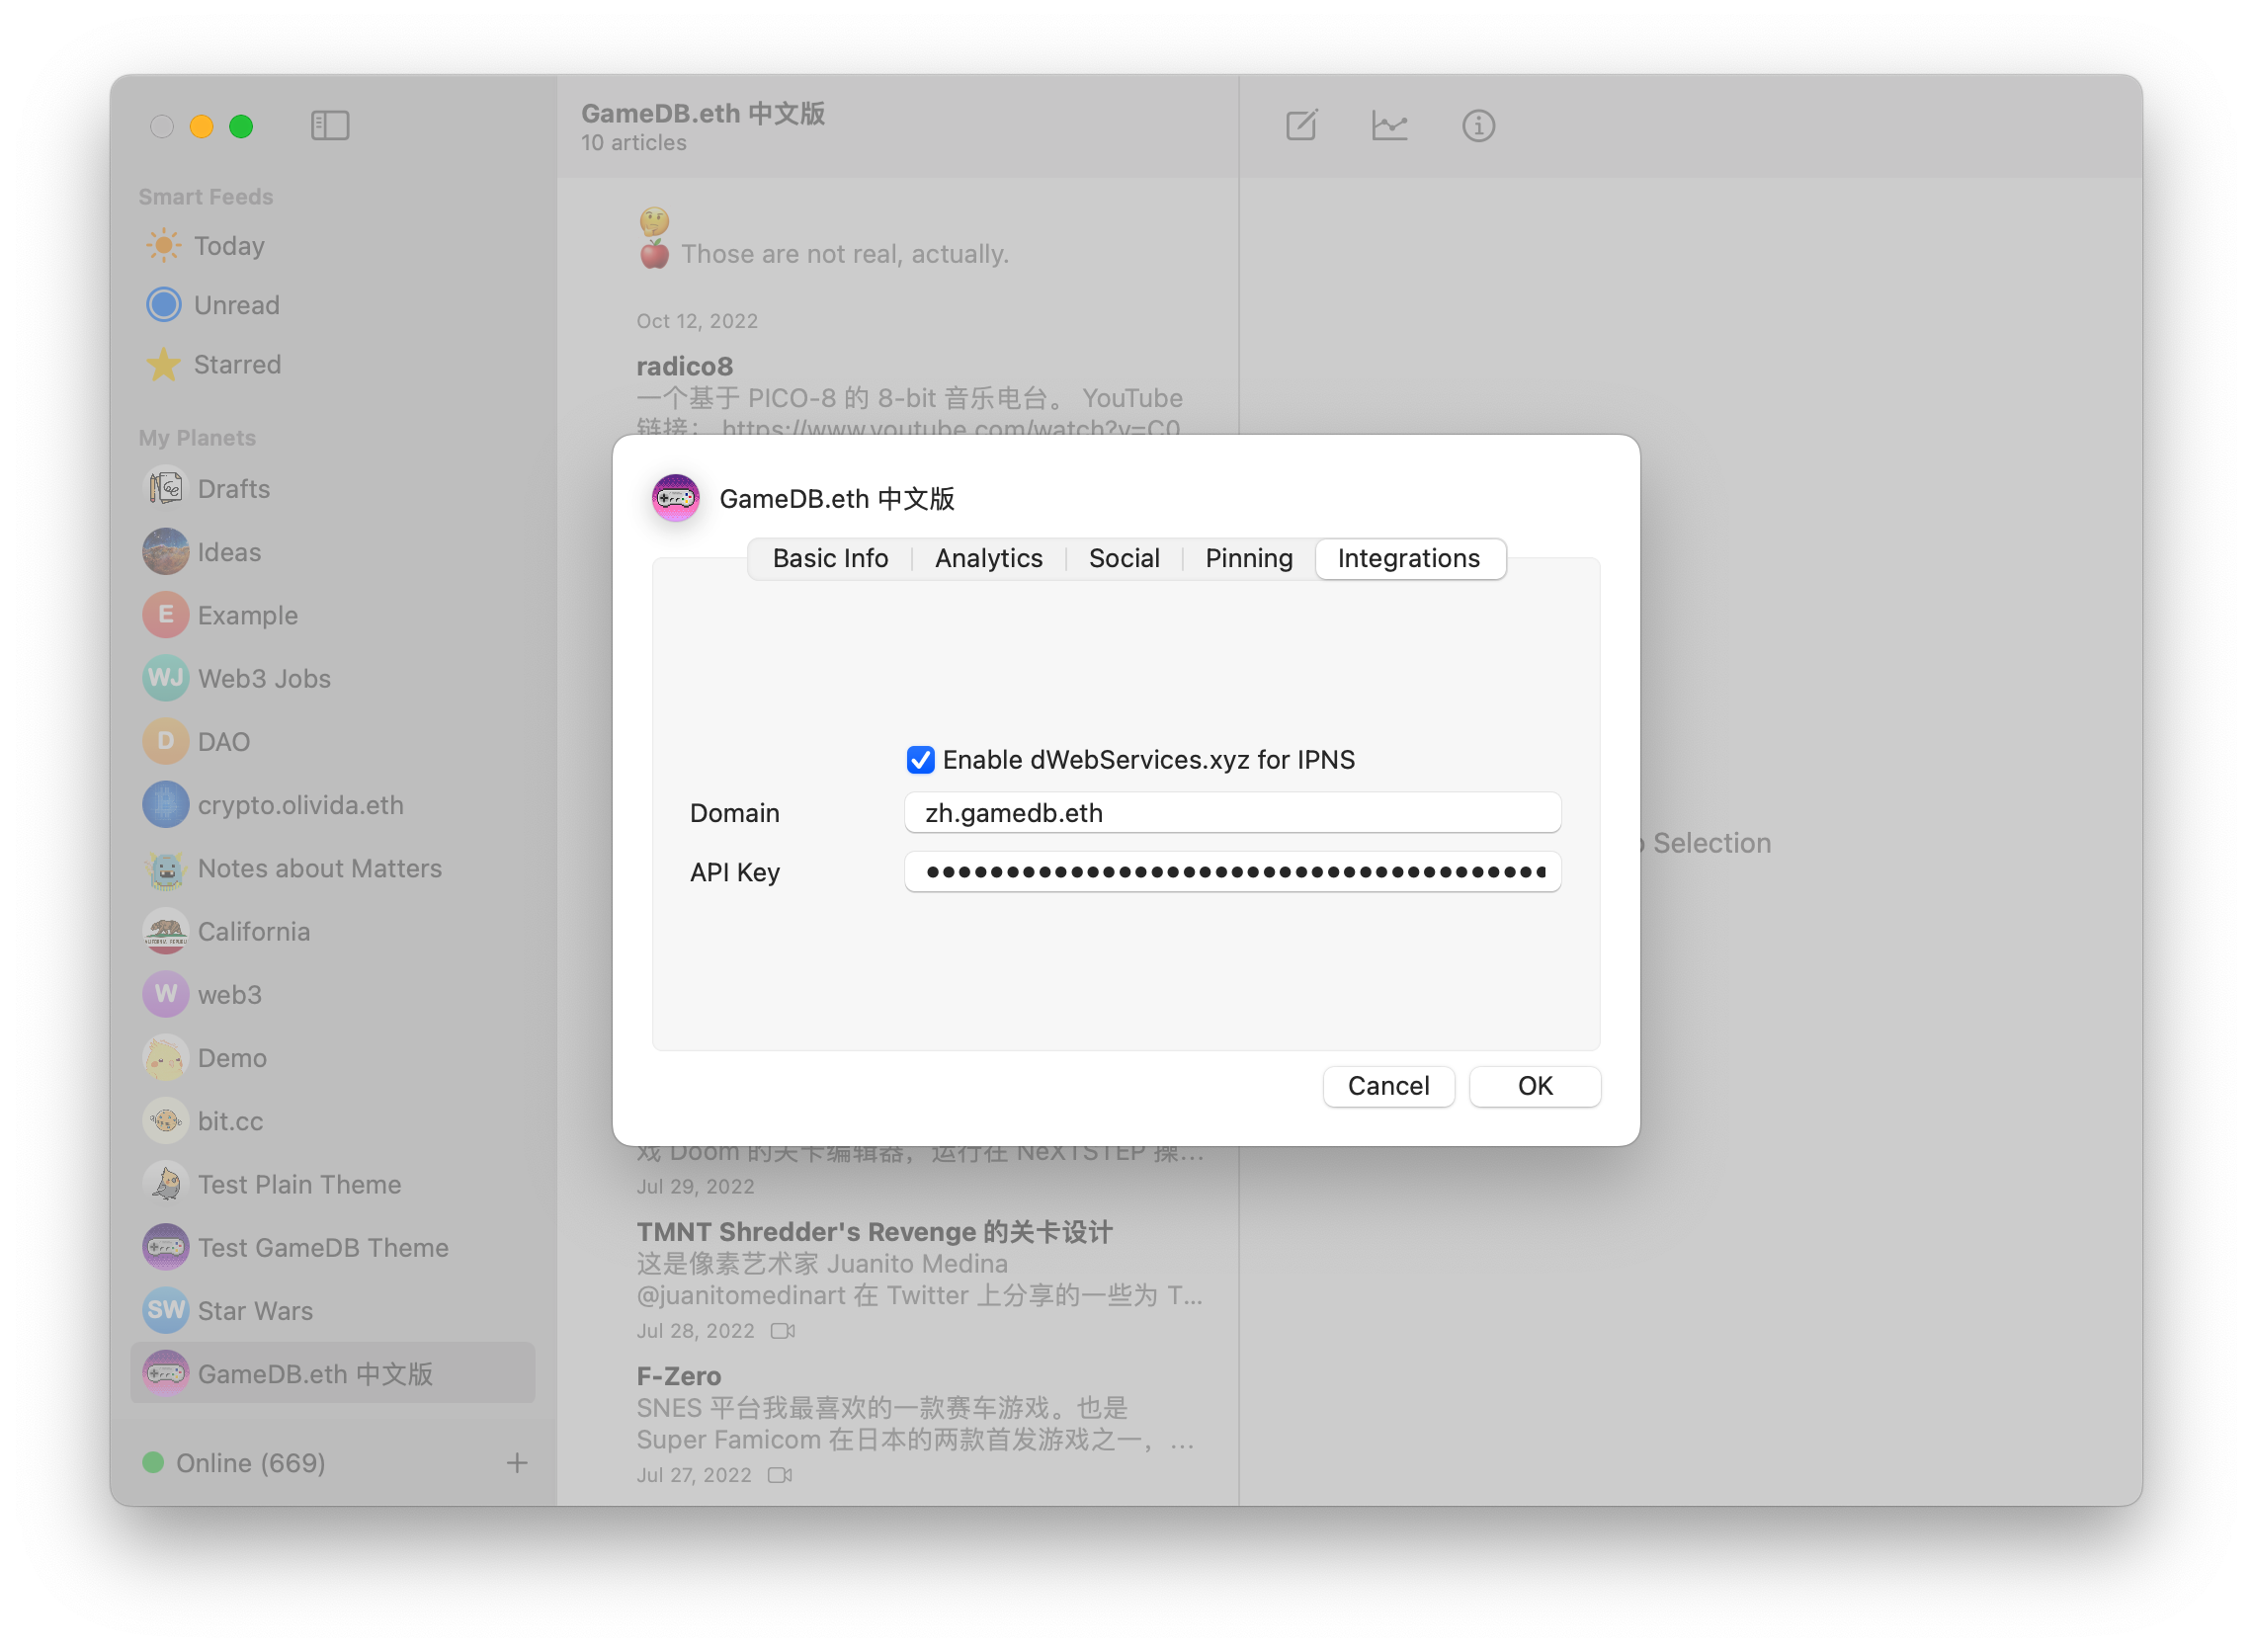 Smart Feeds
Today
Unread
Starred
My Planets
Drafts
Ideas
E Example
WJ Web3 Jobs
D DAO
crypto.olivida.eth
Notes about Matters
California
W web3
Demo
bit.cc
Test Plain Theme
Test GameDB Theme
SW Star Wars
GameDB.eth 中文版
Online (669)
GameDB.eth 中文版
10 articles
🤔
🍎 Those are not real, actually.
Oct 12, 2022
radico8
一个基于 PICO-8 的 8-bit 音乐电台。 YouTube
链接： https://www.youtube.com/watch?v=C0
GameDB.eth 中文版
Basic Info
Analytics
Social
Pinning
Integrations
Enable dWebServices.xyz for IPNS
Domain
zh.gamedb.eth
API Key
Cancel
OK
戏 Doom 的关卡编辑器，运行在 NeXTSTEP 操...
Jul 29, 2022
TMNT Shredder's Revenge 的关卡设计
这是像素艺术家 Juanito Medina
@juanitomedinart 在 Twitter 上分享的一些为 T...
Jul 28, 2022
F-Zero
SNES 平台我最喜欢的一款赛车游戏。也是
Super Famicom 在日本的两款首发游戏之一，...
Jul 27, 2022
Selection